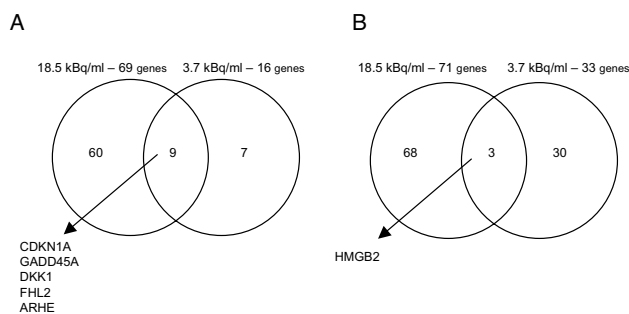 A
B
18.5 kBq/ml – 69 genes
3.7 kBq/ml – 16 genes
18.5 kBq/ml – 71 genes
3.7 kBq/ml – 33 genes
60
9
7
68
3
30
CDKN1A
GADD45A
DKK1
FHL2
ARHE
HMGB2